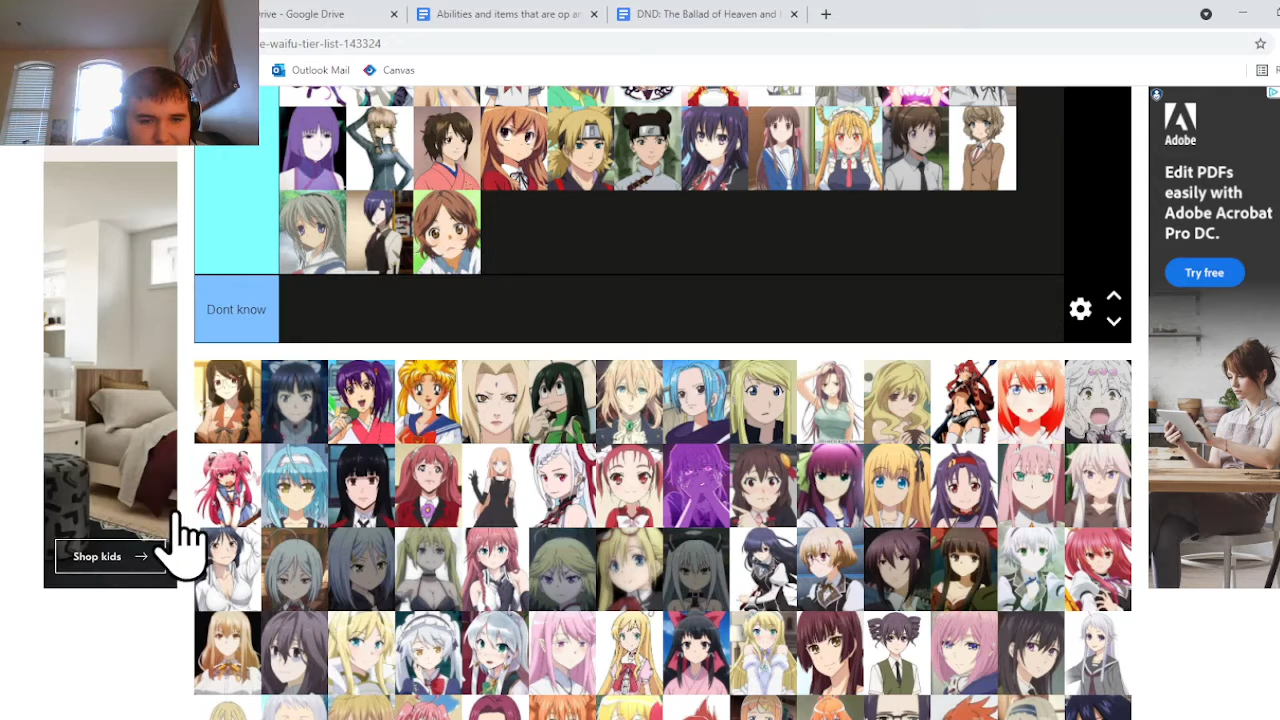 rive - Google Drive
Abilities and items that are op ar
DND: The Ballad of Heaven and
e-waifu-tier-list-143324
Outlook Mail
Canvas
R
Adobe
Edit PDFs
easily with
Adobe Acrobat
Pro DC.
Try free
Dont know
Shop kids